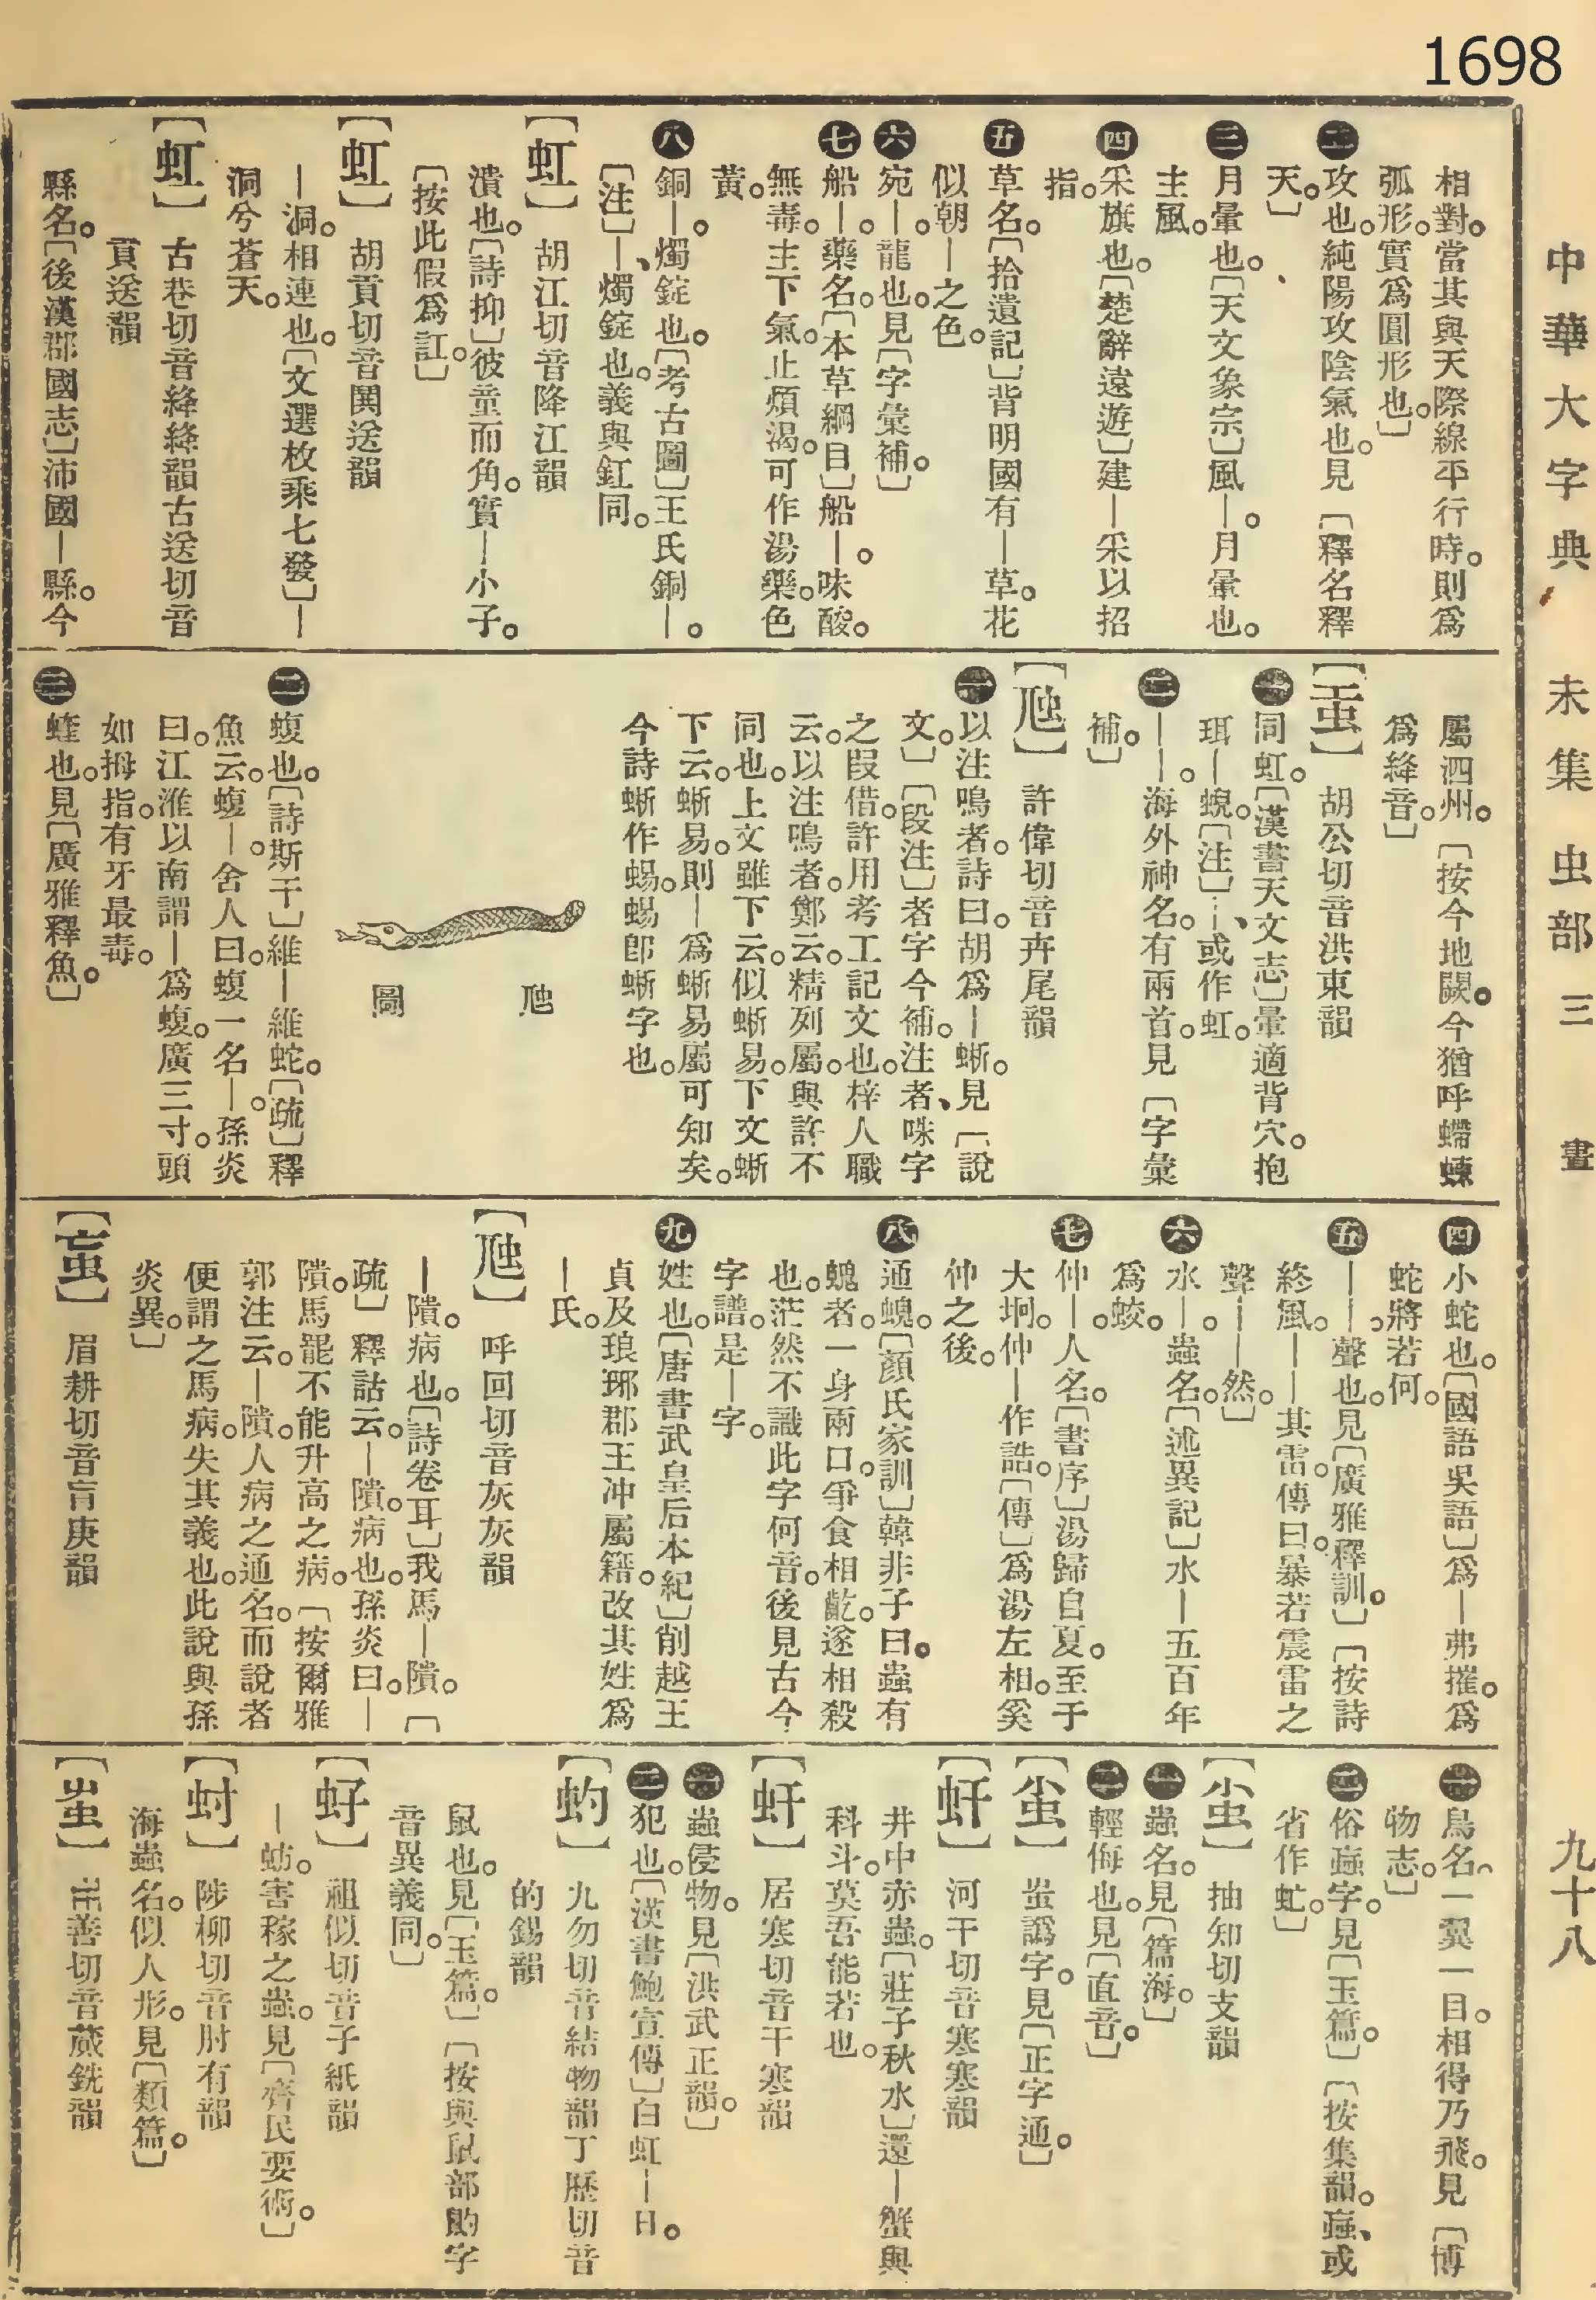 1698
中華大字典 未集 虫部 三畫 九十八
相對。當其與天際線平行時。則爲
弧形。實爲圓形也。〕
㊁攻也。純陽攻陰氣也。見〔釋名釋
天。〕
㊂月暈也。〔天文象宗〕風—。月暈也。
主風。
㊃采旗也。〔楚辭遠遊〕建—采以招
指。
㊄草名。〔拾遺記〕背明國有—草。花
似朝—之色。
㊅宛—。龍也。見〔字彙補。〕
㊆船—。藥名。〔本草綱目〕船—。味酸。
無毒。主下氣。止煩渴。可作湯藥。色
黃。
㊇銅—。燭錠也。〔考古圖〕王氏銅—。
〔注〕—、燭錠也。義與釭同。
〔虹〕胡江切音降江韻
潰也。〔詩抑〕彼童而角。實—小子。
〔按此假爲訌。〕
〔虹〕胡貢切音閧送韻
—洞。相連也。〔文選枚乘七發〕—
洞兮蒼天。
〔虹〕古巷切音絳絳韻古送切音
貢送韻
縣名。〔後漢郡國志〕沛國—縣。今
屬泗州。〔按今地闕。今猶呼螮蝀
爲絳音。〕
〔𧈫〕胡公切音洪東韻
㊀同虹。〔漢書天文志〕暈適背穴。抱
珥—蜺。〔注〕—、或作虹。
㊁——。海外神名。有兩首。見〔字彙
補。〕
〔虺〕許偉切音卉尾韻
㊀以注鳴者。詩曰。胡爲—蜥。見〔說
文。〕〔段注〕者字今補。注者、咮字
之叚借。許用考工記文也。梓人職
云。以注鳴者。鄭云。精列屬。與許不
同也。上文雖下云。似蜥易。下文蜥
下云。蜥易。則—爲蜥易屬可知矣。
今詩蜥作蜴。蜴卽蜥字也。
虺圖
㊁蝮也。〔詩斯干〕維—維蛇。〔疏〕釋
魚云。蝮—。舍人曰。蝮一名—。孫炎
曰。江淮以南謂—爲蝮。廣三寸。頭
如拇指。有牙最毒。
㊂蝰也。見〔廣雅釋魚。〕
㊃小蛇也。〔國語吳語〕爲—弗摧。爲
蛇將若何。
㊄——。聲也。見〔廣雅釋訓。〕〔按詩
終風。——其雷。傳曰。暴若震雷之
聲——然。〕
㊅水—。蟲名。〔述異記〕水—五百年
爲蛟。
㊆仲—。人名。〔書序〕湯歸自夏。至于
大坰。仲—作誥。〔傳〕爲湯左相。奚
仲之後。
㊇通螝。〔顏氏家訓〕韓非子曰。蟲有
螝者。一身兩口。爭食相齕。遂相殺
也。茫然不識此字何音。後見古今
字譜。是—字。
㊈姓也。〔唐書武皇后本紀〕削越王
貞及琅琊郡王沖屬籍。改其姓爲
—氏。
〔虺〕呼回切音灰灰韻
—隤。病也。〔詩卷耳〕我馬—隤。〔
疏〕釋詁云。—隤。病也。孫炎曰。—
隤。馬罷不能升高之病。〔按爾雅
郭注云。—隤。人病之通名。而說者
便謂之馬病。失其義也。此說與孫
炎異。〕
〔䖟〕眉耕切音盲庚韻
㊀鳥名。一翼一目。相得乃飛。見〔博
物志。〕
㊁俗蝱字。見〔玉篇。〕〔按集韻。蝱、或
省作虻。〕
抽知切支韻
㊀蟲名。見〔篇海。〕
㊁輕侮也。見〔直音。〕
蚩譌字。見〔正字通。〕
〔虷〕河干切音寒寒韻
井中赤蟲。〔莊子秋水〕還—蟹與
科斗。莫吾能若也。
〔虷〕居寒切音干寒韻
㊀蟲侵物。見〔洪武正韻。〕
㊁犯也。〔漢書鮑宣傳〕白虹—日。
〔虳〕九勿切音結物韻丁歷切音
的錫韻
鼠也。見〔玉篇。〕〔按與鼠部㸅字
音異義同。〕
〔虸〕祖似切音子紙韻
—蚄。害稼之蟲。見〔齊民要術。〕
〔𧈪〕陟柳切音肘有韻
海蟲名。似人形。見〔類篇。〕
〔蚩〕丑善切音蕆銑韻